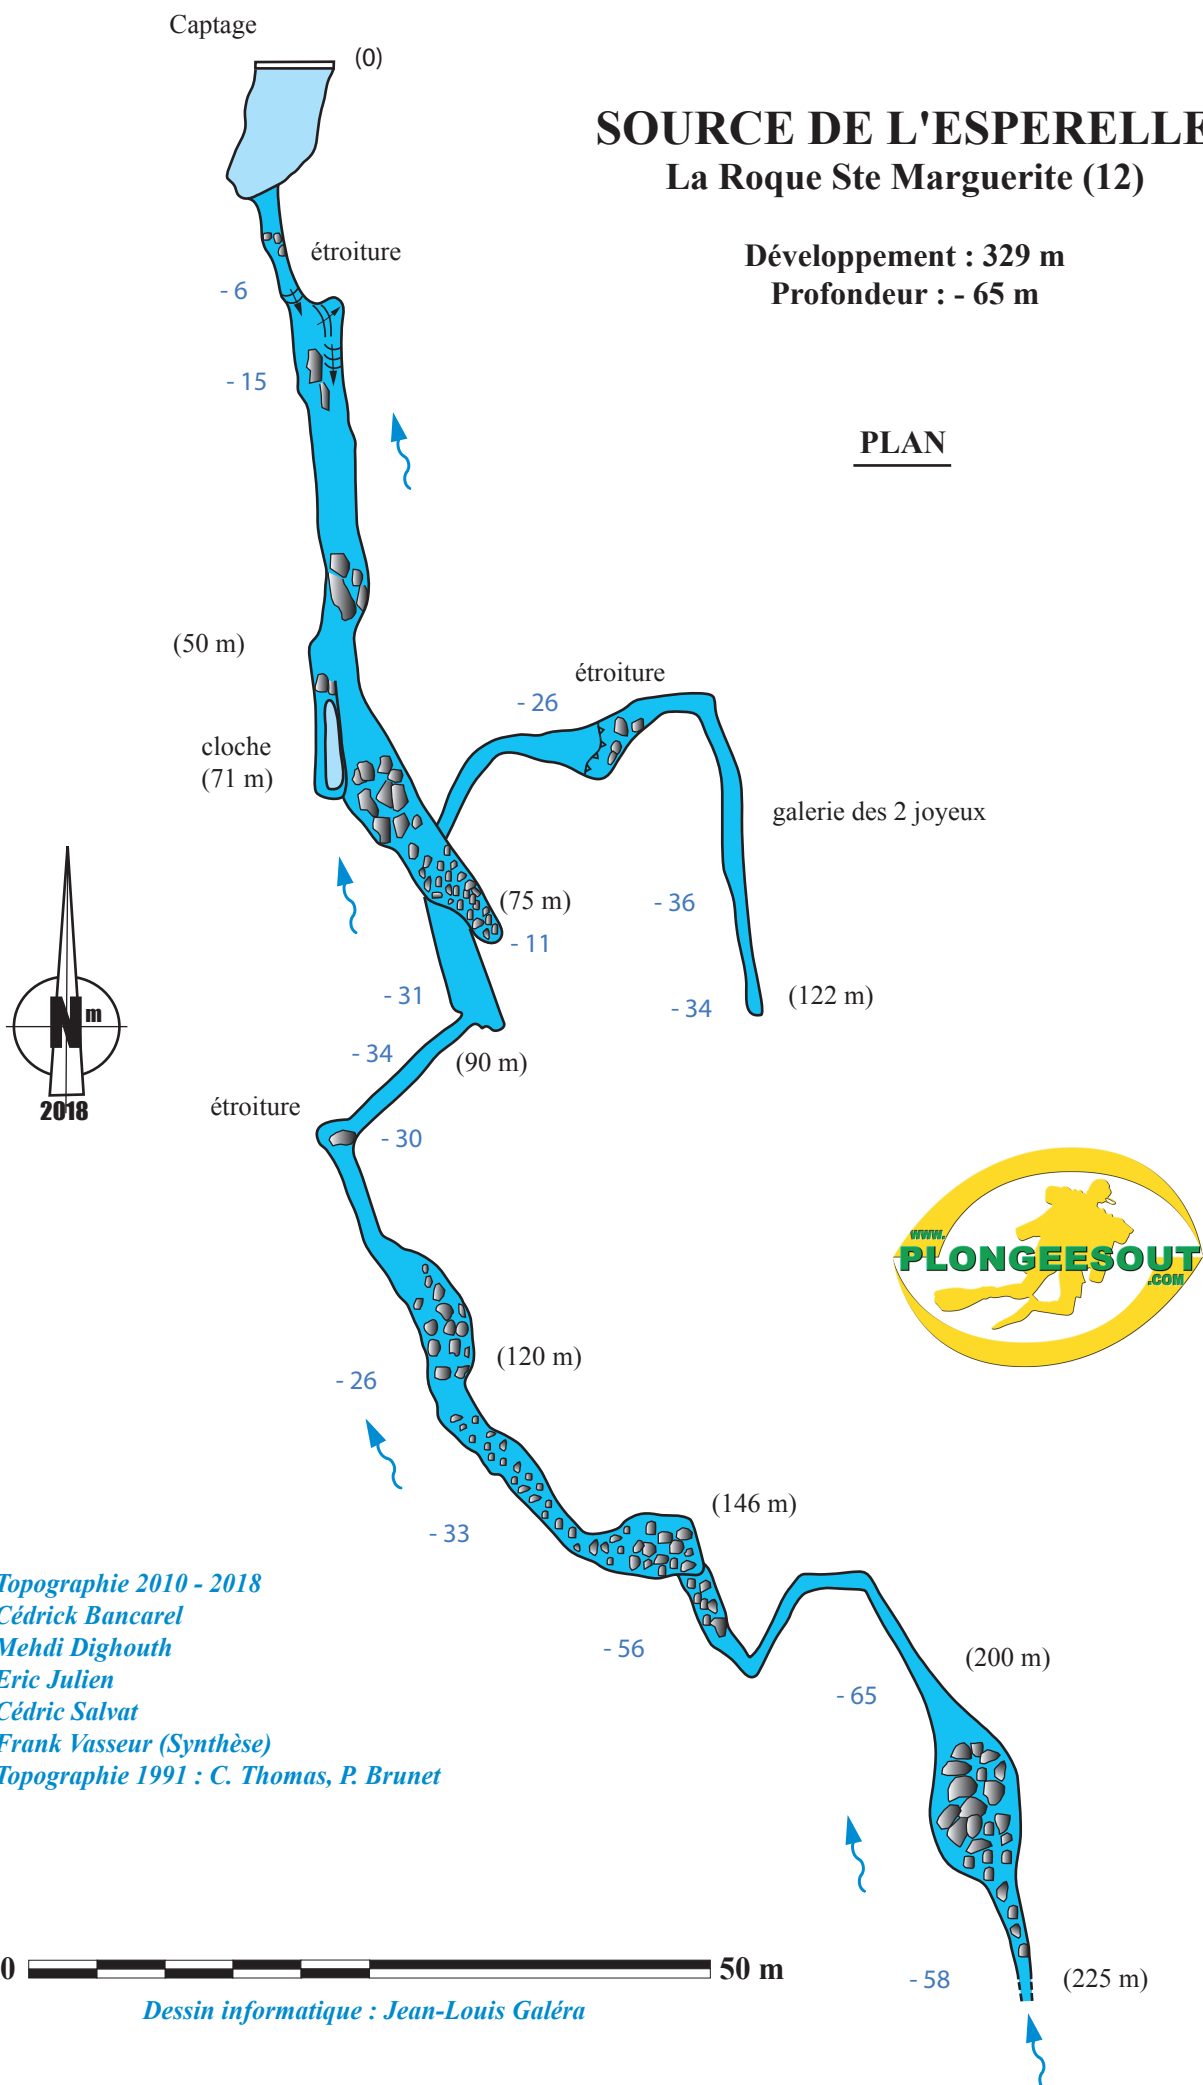 Captage
(0)
SOURCE DE L'ESPERELLE
La Roque Ste Marguerite (12)
Développement : 329 m
Profondeur : - 65 m
PLAN
étroiture
- 6
- 15
(50 m)
étroiture
- 26
cloche
(71 m)
galerie des 2 joyeux
(75 m)
- 36
- 11
- 31
(122 m)
- 34
N
m
2018
- 34
(90 m)
étroiture
- 30
www.
PLONGEESOUT
.COM
(120 m)
- 26
(146 m)
- 33
Topographie 2010 - 2018
Cédrick Bancarel
Mehdi Dighouth
Eric Julien
Cédric Salvat
Frank Vasseur (Synthèse)
Topographie 1991 : C. Thomas, P. Brunet
- 56
(200 m)
- 65
0
50 m
- 58
(225 m)
Dessin informatique : Jean-Louis Galéra